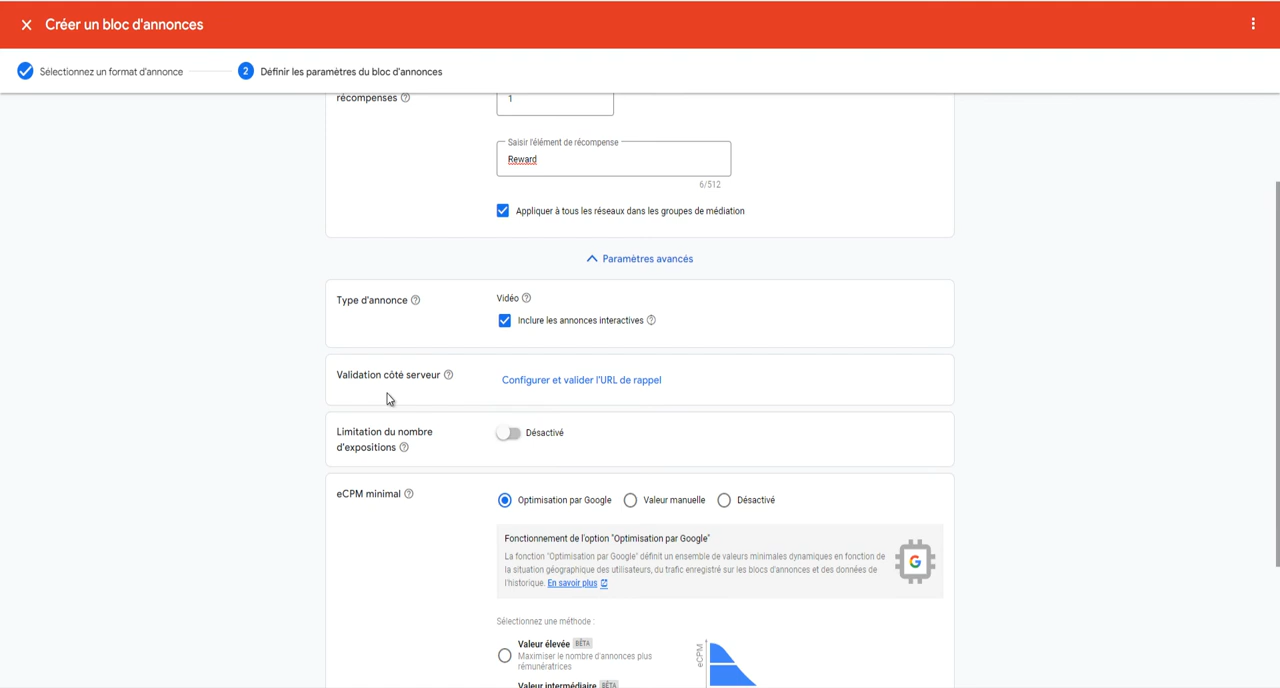 Créer un bloc d'annonces
Sélectionnez un format d'annonce
2 Définir les paramètres du bloc d'annonces
récompenses
1
Saisir l'élément de récompense
Reward
6/512
Appliquer à tous les réseaux dans les groupes de médiation
Paramètres avancés
Type d'annonce
Vidéo
Inclure les annonces interactives
Validation côté serveur
Configurer et valider l'URL de rappel
Limitation du nombre
d'expositions
Désactivé
eCPM minimal
Optimisation par Google
Valeur manuelle
Désactivé
Fonctionnement de l'option "Optimisation par Google"
La fonction "Optimisation par Google" définit un ensemble de valeurs minimales dynamiques en fonction de
la situation géographique des utilisateurs, du trafic enregistré sur les blocs d'annonces et des données de
l'historique. En savoir plus
Sélectionnez une méthode :
Valeur élevée BÊTA
Maximiser le nombre d'annonces plus
rémunératrices
eCPM
Valeur intermédiaire BÊTA